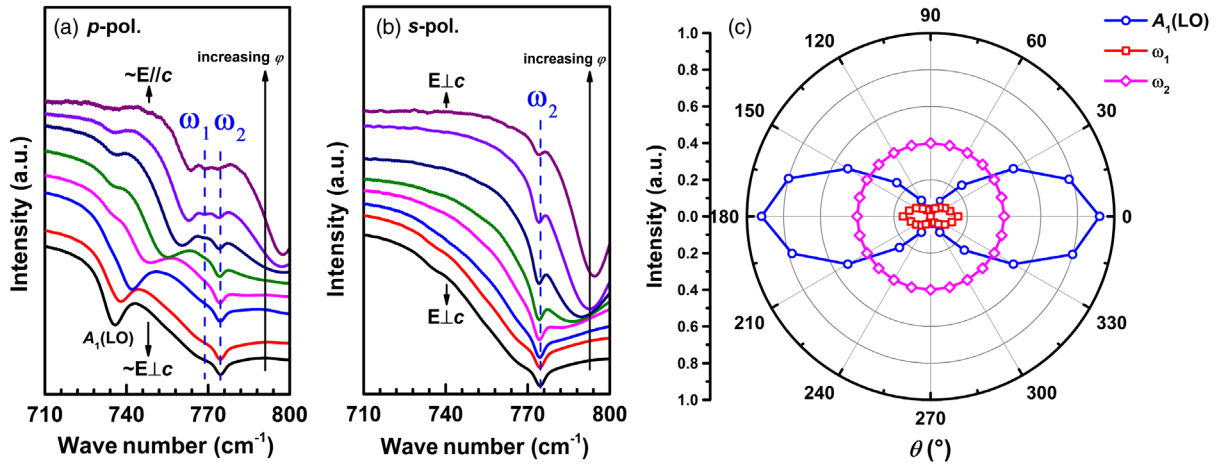 (a) p-pol.
increasing φ
~E//c
ω1 ω2
A1(LO)
~E⊥c
710 740 770 800
Wave number (cm-1)
Intensity (a.u.)
(b) s-pol.
increasing φ
E⊥c
ω2
E⊥c
710 740 770 800
Wave number (cm-1)
Intensity (a.u.)
(c)
A1(LO)
ω1
ω2
1.0
0.8
0.6
0.4
0.2
0.0
0.2
0.4
0.6
0.8
1.0
Intensity (a.u.)
90
120 60
150 30
180 0
210 330
240 300
270
θ (°)